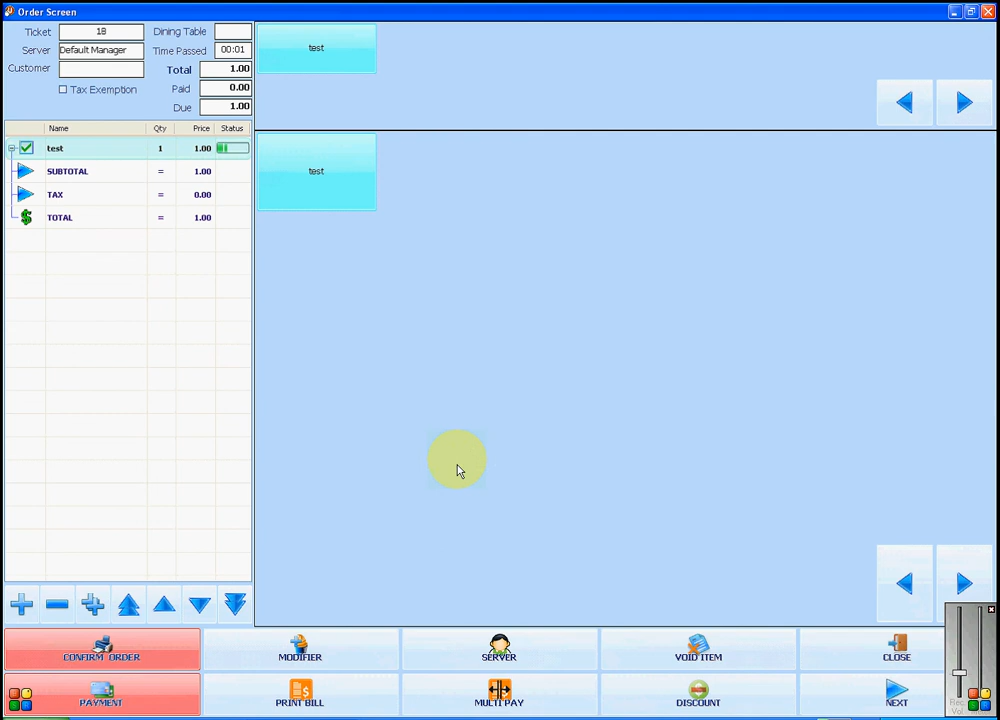 Order Screen
Ticket 18 Dining Table
Server Default Manager Time Passed 00:01
Customer Total 1.00
Tax Exemption Paid 0.00
Due 1.00
Name Qty Price Status
test 1 1.00
SUBTOTAL = 1.00
TAX = 0.00
TOTAL = 1.00
test
test
CONFIRM ORDER MODIFIER SERVER VOID ITEM CLOSE
PAYMENT PRINT BILL MULTI PAY DISCOUNT NEXT
Rec
Vol